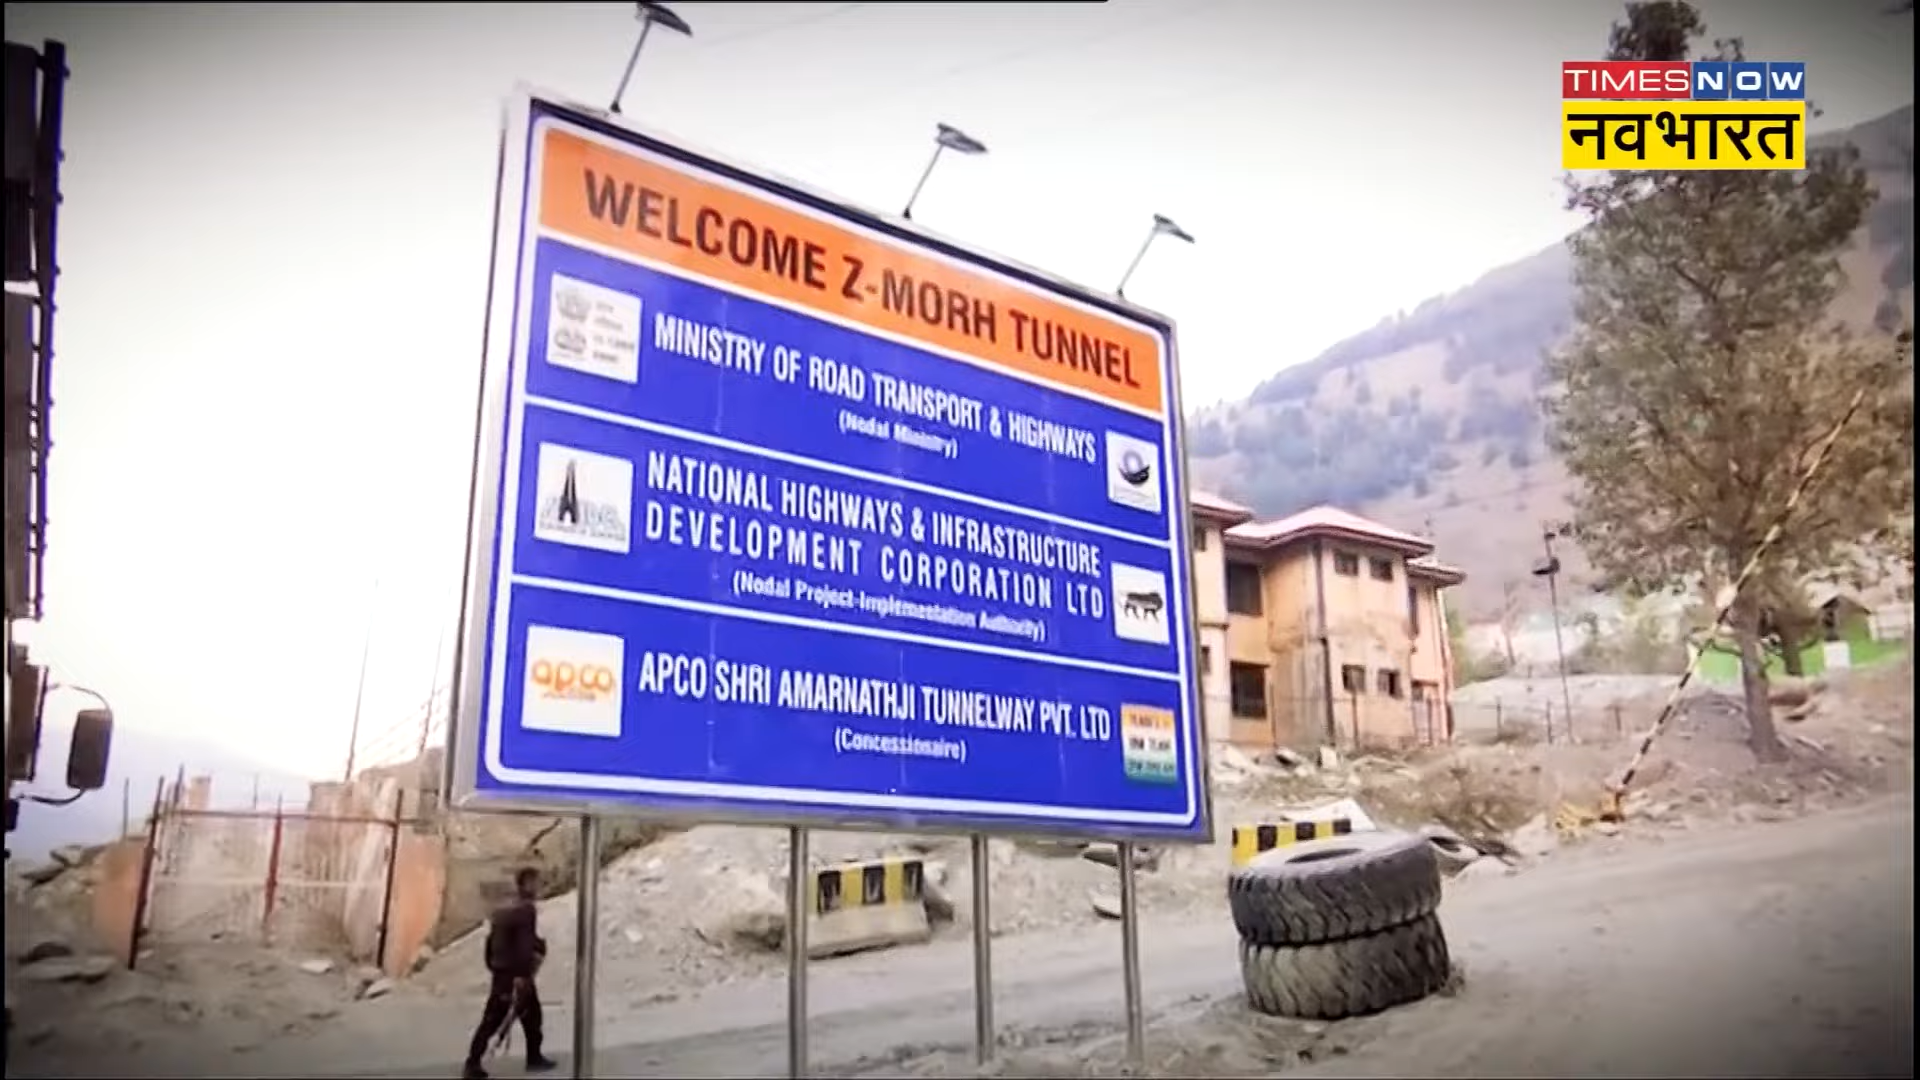 TIMES NOW
नवभारत
WELCOME Z-MORH TUNNEL
MINISTRY OF ROAD TRANSPORT & HIGHWAYS
(Nodal Ministry)
NATIONAL HIGHWAYS & INFRASTRUCTURE
DEVELOPMENT CORPORATION LTD
(Nodal Project Implementation Authority)
apco
APCO SHRI AMARNATHJI TUNNELWAY PVT. LTD
(Concessionaire)